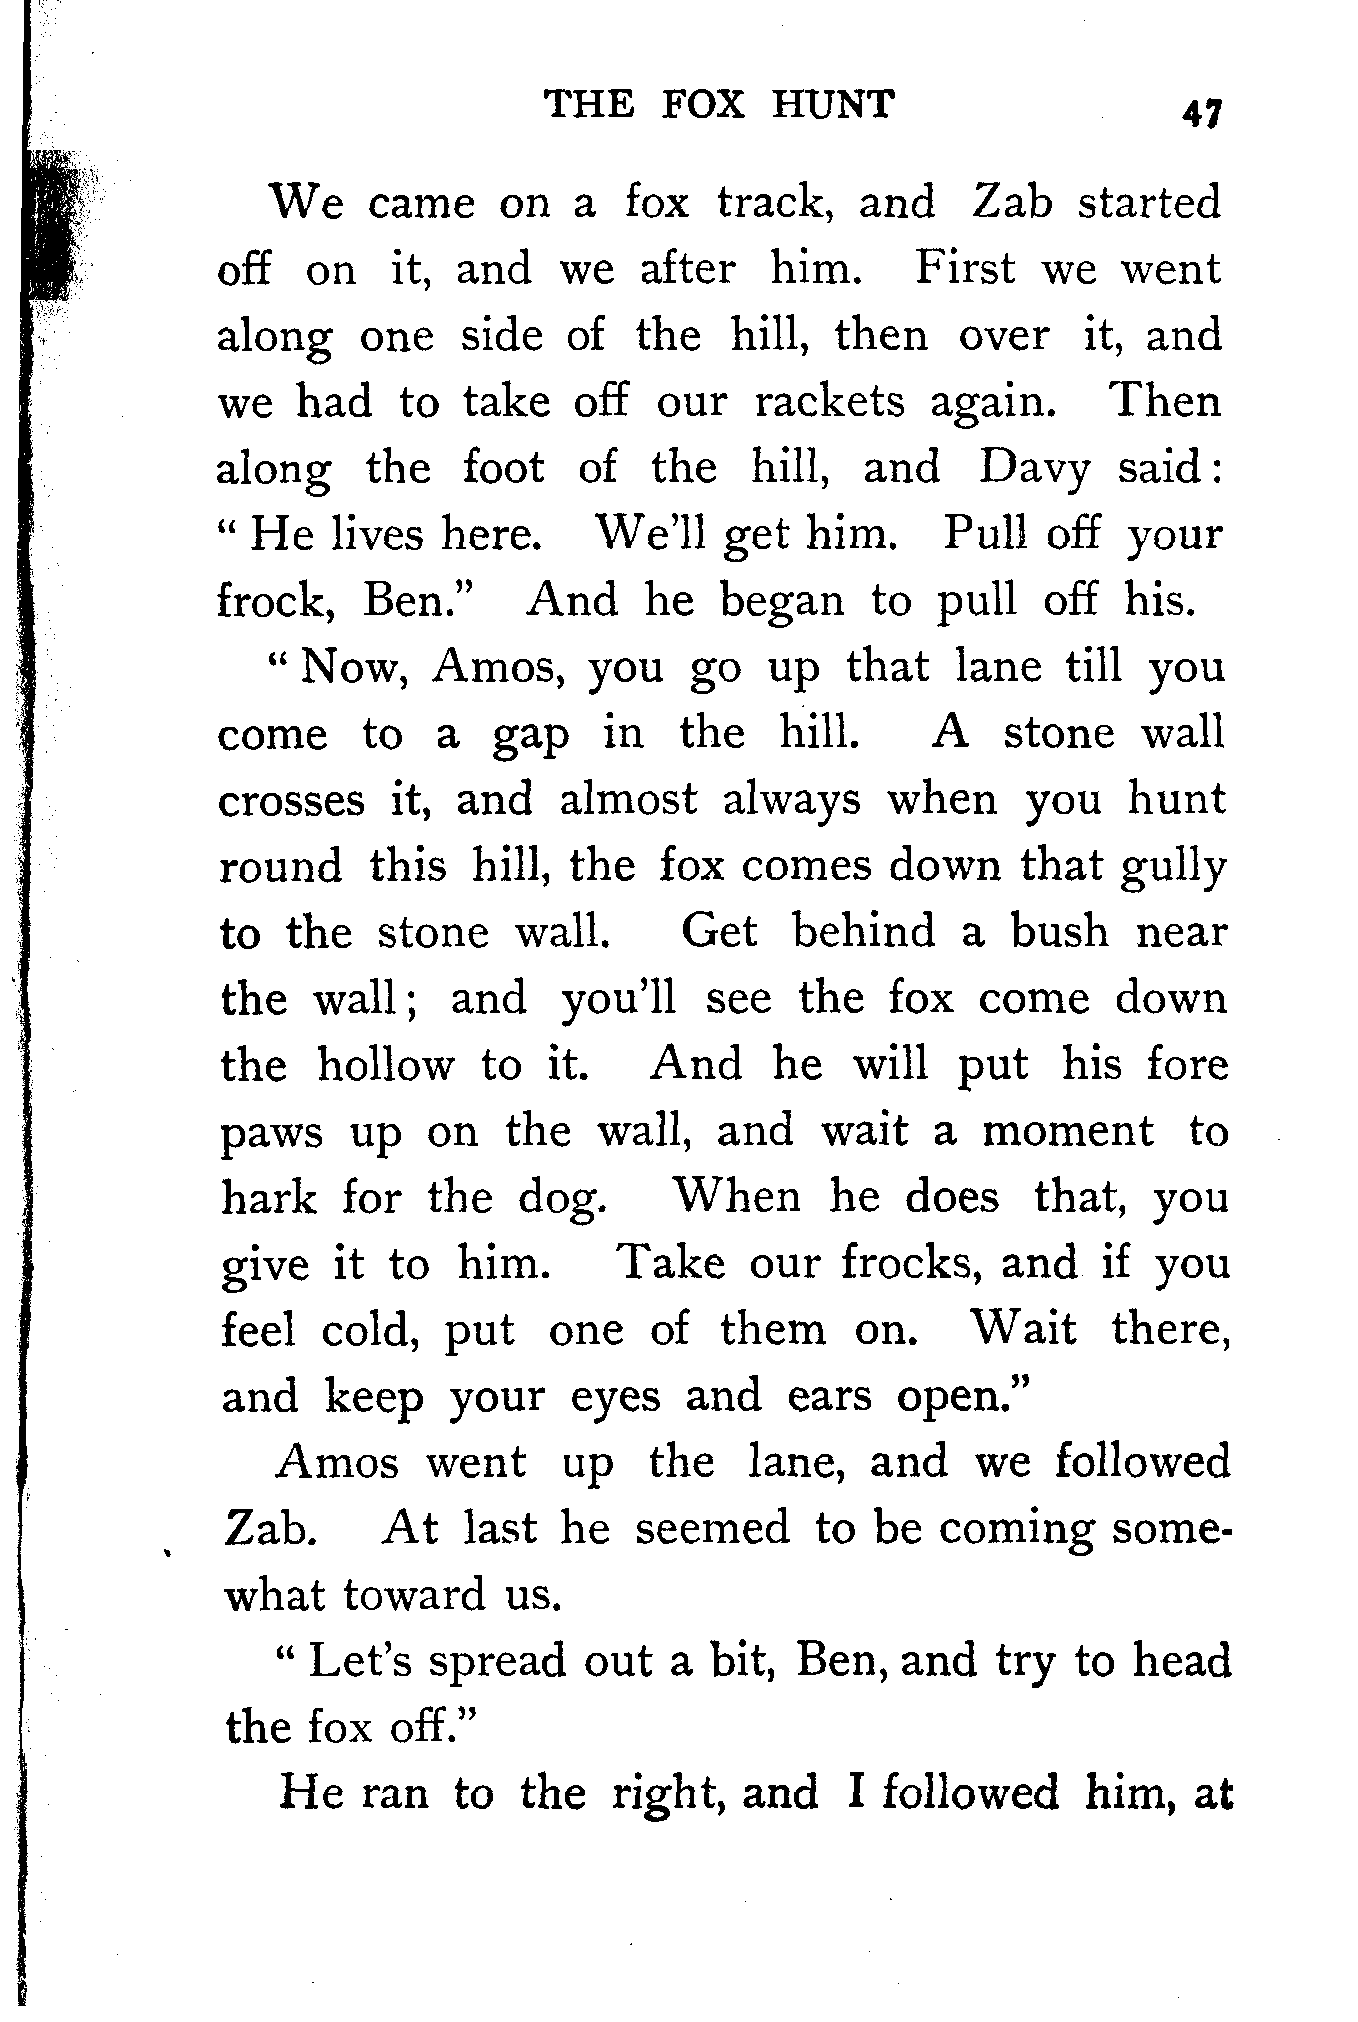 THE FOX HUNT 47
We came on a fox track, and Zab started
off on it, and we after him. First we went
along one side of the hill, then over it, and
we had to take off our rackets again. Then
along the foot of the hill, and Davy said:
“ He lives here. We’ll get him. Pull off your
frock, Ben.” And he began to pull off his.
“ Now, Amos, you go up that lane till you
come to a gap in the hill. A stone wall
crosses it, and almost always when you hunt
round this hill, the fox comes down that gully
to the stone wall. Get behind a bush near
the wall; and you’ll see the fox come down
the hollow to it. And he will put his fore
paws up on the wall, and wait a moment to
hark for the dog. When he does that, you
give it to him. Take our frocks, and if you
feel cold, put one of them on. Wait there,
and keep your eyes and ears open.”
Amos went up the lane, and we followed
Zab. At last he seemed to be coming some-
what toward us.
“ Let’s spread out a bit, Ben, and try to head
the fox off.”
He ran to the right, and I followed him, at